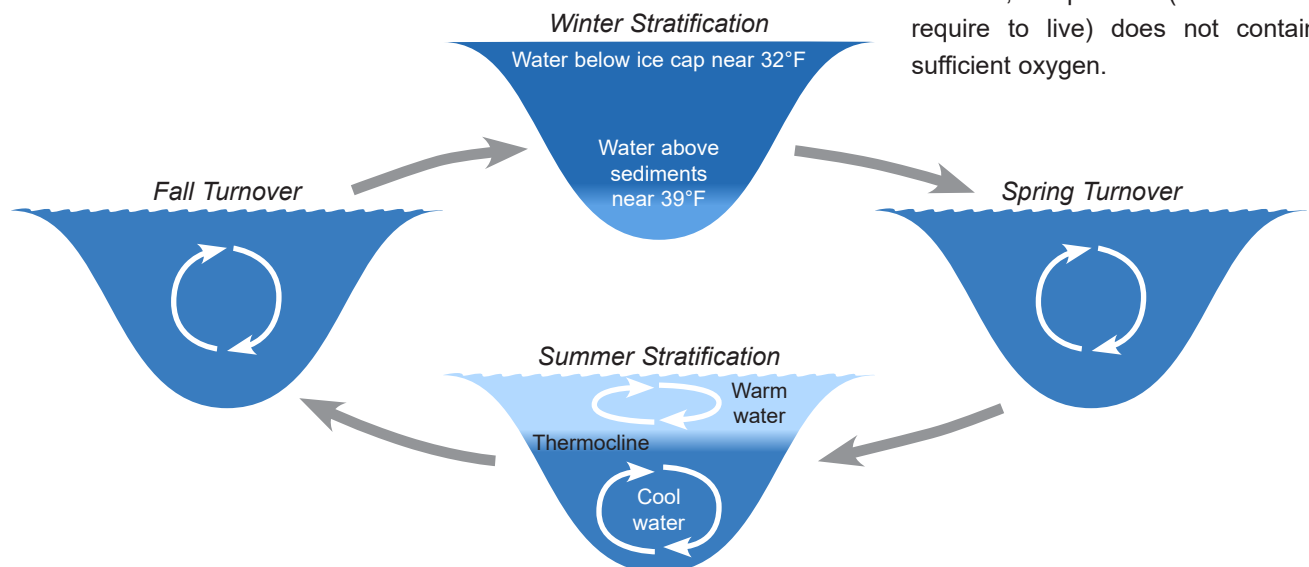 require to live) does not contain
sufficient oxygen.
Winter Stratification
Water below ice cap near 32°F
Water above
sediments
near 39°F
Fall Turnover
Spring Turnover
Summer Stratification
Warm
water
Thermocline
Cool
water